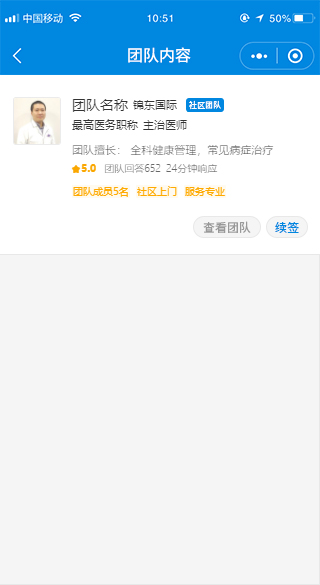 中国移动 10:51 50%
团队内容
团队名称 锦东国际 社区团队
最高医务职称 主治医师
团队擅长： 全科健康管理，常见病症治疗
5.0 团队回答652 24分钟响应
团队成员5名 社区上门 服务专业
查看团队 续签